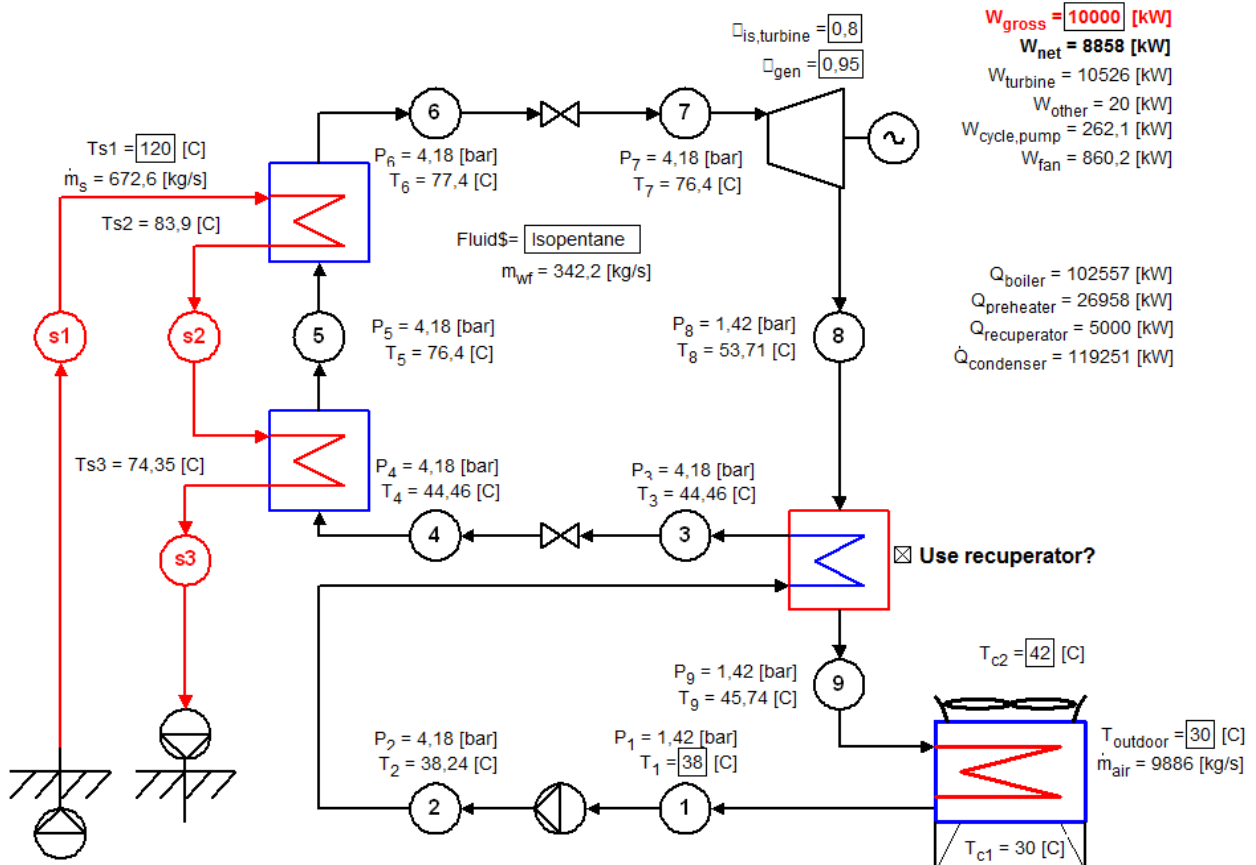 □is,turbine = 0,8
□gen = 0,95
Wgross = 10000 [kW]
Wnet = 8858 [kW]
Wturbine = 10526 [kW]
Wother = 20 [kW]
Wcycle,pump = 262,1 [kW]
Wfan = 860,2 [kW]
6
7
~
Ts1 = 120 [C]
ṁs = 672,6 [kg/s]
P6 = 4,18 [bar]
T6 = 77,4 [C]
P7 = 4,18 [bar]
T7 = 76,4 [C]
Ts2 = 83,9 [C]
Fluid$= Isopentane
mwf = 342,2 [kg/s]
Qboiler = 102557 [kW]
Qpreheater = 26958 [kW]
Qrecuperator = 5000 [kW]
Q̇condenser = 119251 [kW]
s1
s2
5
P5 = 4,18 [bar]
T5 = 76,4 [C]
P8 = 1,42 [bar]
T8 = 53,71 [C]
8
Ts3 = 74,35 [C]
P4 = 4,18 [bar]
T4 = 44,46 [C]
P3 = 4,18 [bar]
T3 = 44,46 [C]
s3
4
3
☒ Use recuperator?
P9 = 1,42 [bar]
T9 = 45,74 [C]
9
Tc2 = 42 [C]
P2 = 4,18 [bar]
T2 = 38,24 [C]
P1 = 1,42 [bar]
T1 = 38 [C]
Toutdoor = 30 [C]
ṁair = 9886 [kg/s]
2
1
Tc1 = 30 [C]